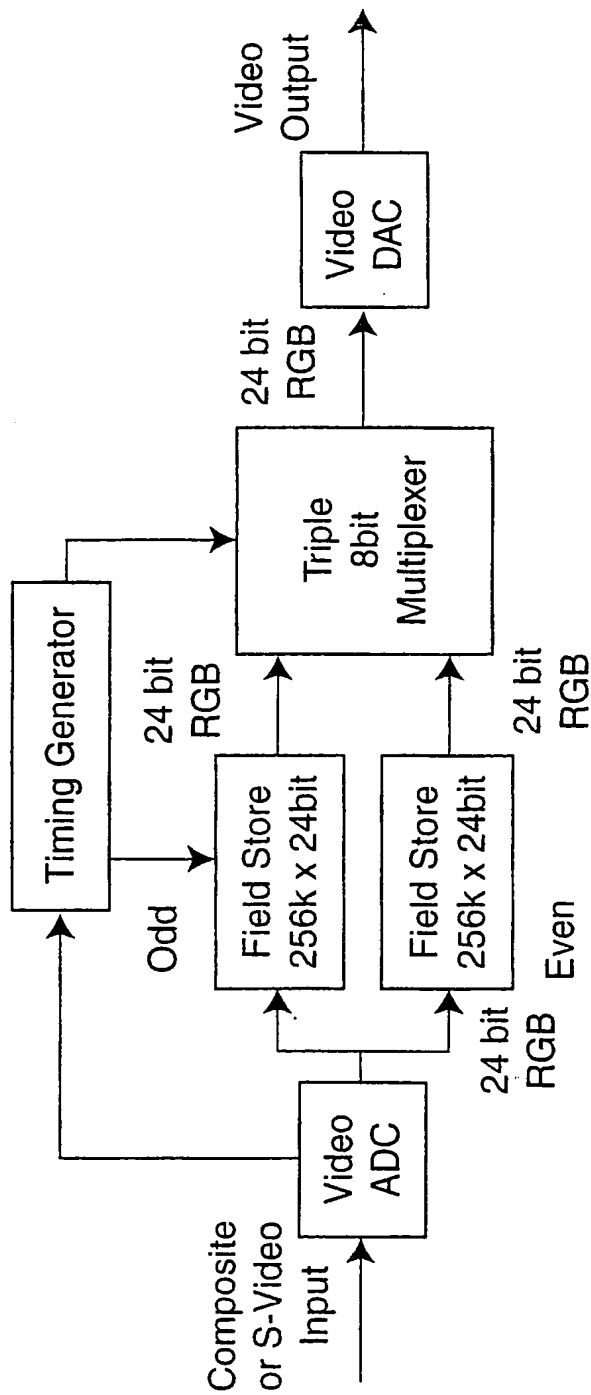 Composite
or S-Video
Input
Video
ADC
24 bit
RGB
Timing Generator
Odd
Field Store
256k x 24bit
Field Store
256k x 24bit
Even
24 bit
RGB
24 bit
RGB
Triple
8bit
Multiplexer
24 bit
RGB
Video
DAC
Video
Output